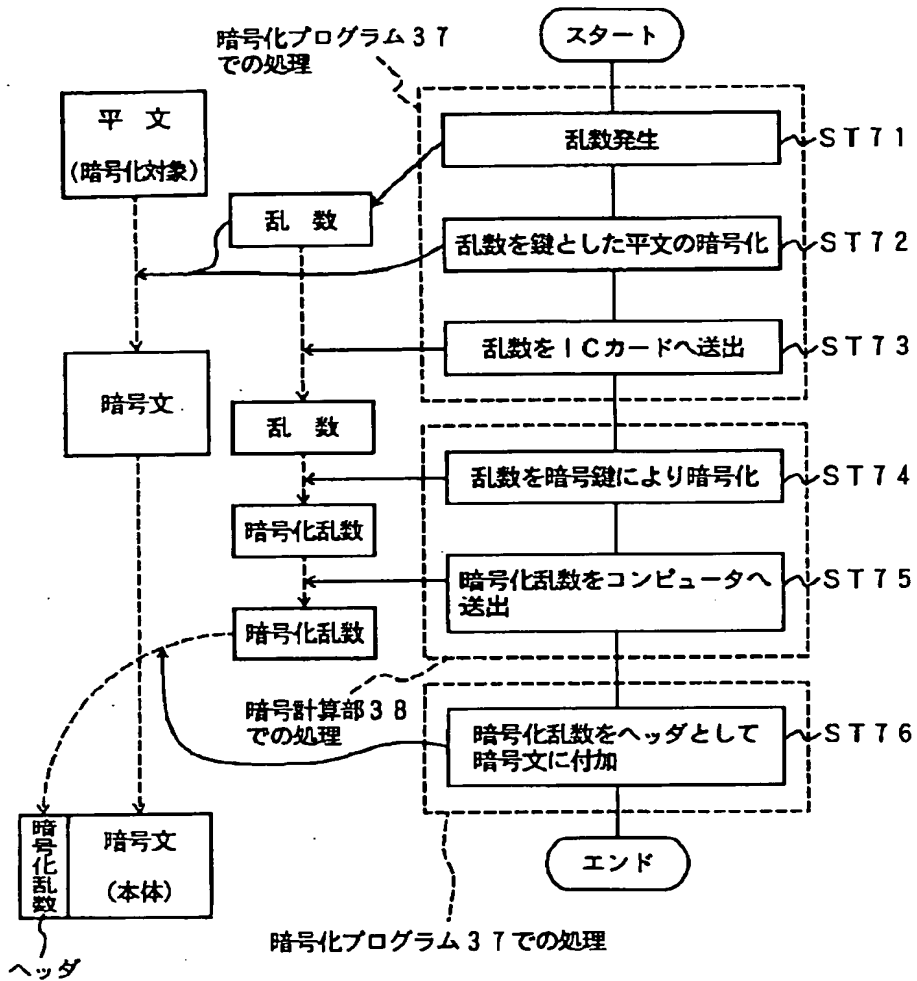 暗号化プログラム37
での処理
スタート
平 文
(暗号化対象)
乱数発生
ST71
乱 数
乱数を鍵とした平文の暗号化
ST72
乱数をICカードへ送出
ST73
暗号文
乱 数
乱数を暗号鍵により暗号化
ST74
暗号化乱数
暗号化乱数をコンピュータへ
送出
ST75
暗号化乱数
暗号計算部38
での処理
暗号化乱数をヘッダとして
暗号文に付加
ST76
暗号化乱数
暗号文
(本体)
エンド
暗号化プログラム37での処理
ヘッダ